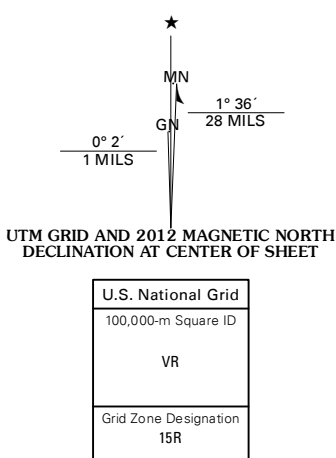 ★
MN
1° 36´
28 MILS
GN
0° 2´
1 MILS
UTM GRID AND 2012 MAGNETIC NORTH
DECLINATION AT CENTER OF SHEET
U.S. National Grid
100,000-m Square ID
VR
Grid Zone Designation
15R